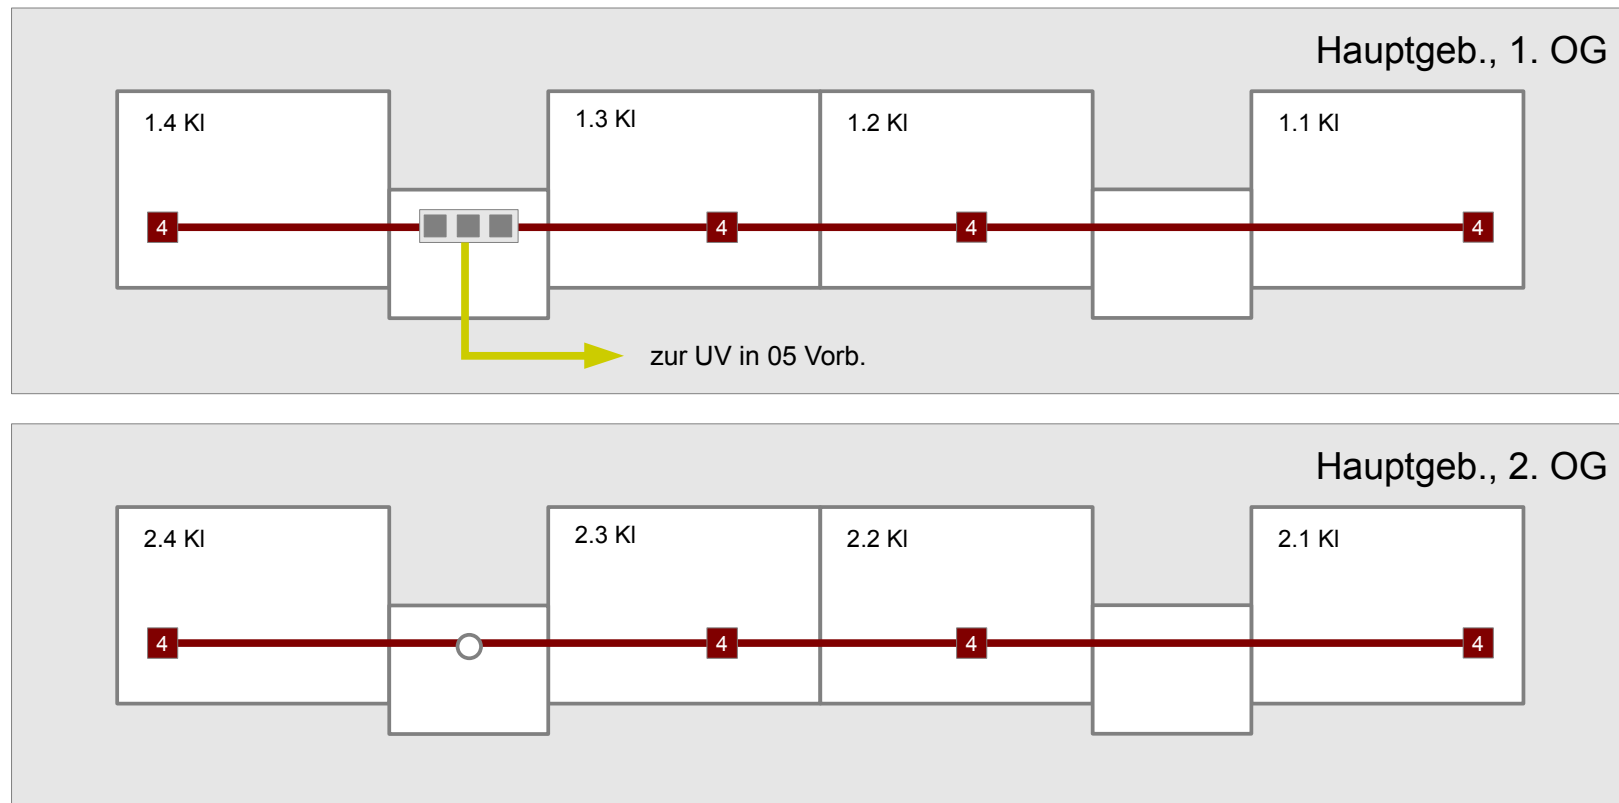 Hauptgeb., 1. OG
1.4 Kl
1.3 Kl
1.2 Kl
1.1 Kl
4
4
4
4
zur UV in 05 Vorb.
Hauptgeb., 2. OG
2.4 Kl
2.3 Kl
2.2 Kl
2.1 Kl
4
4
4
4